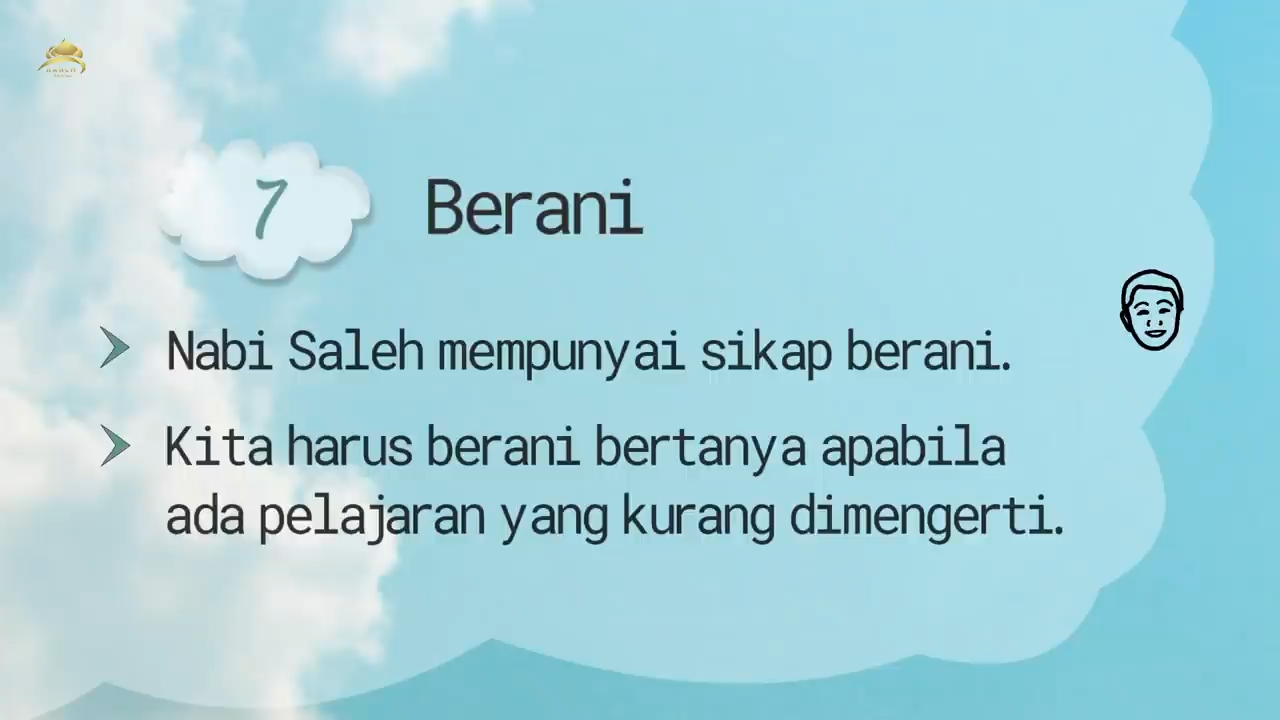 7
Berani
Nabi Saleh mempunyai sikap berani.
Kita harus berani bertanya apabila
ada pelajaran yang kurang dimengerti.